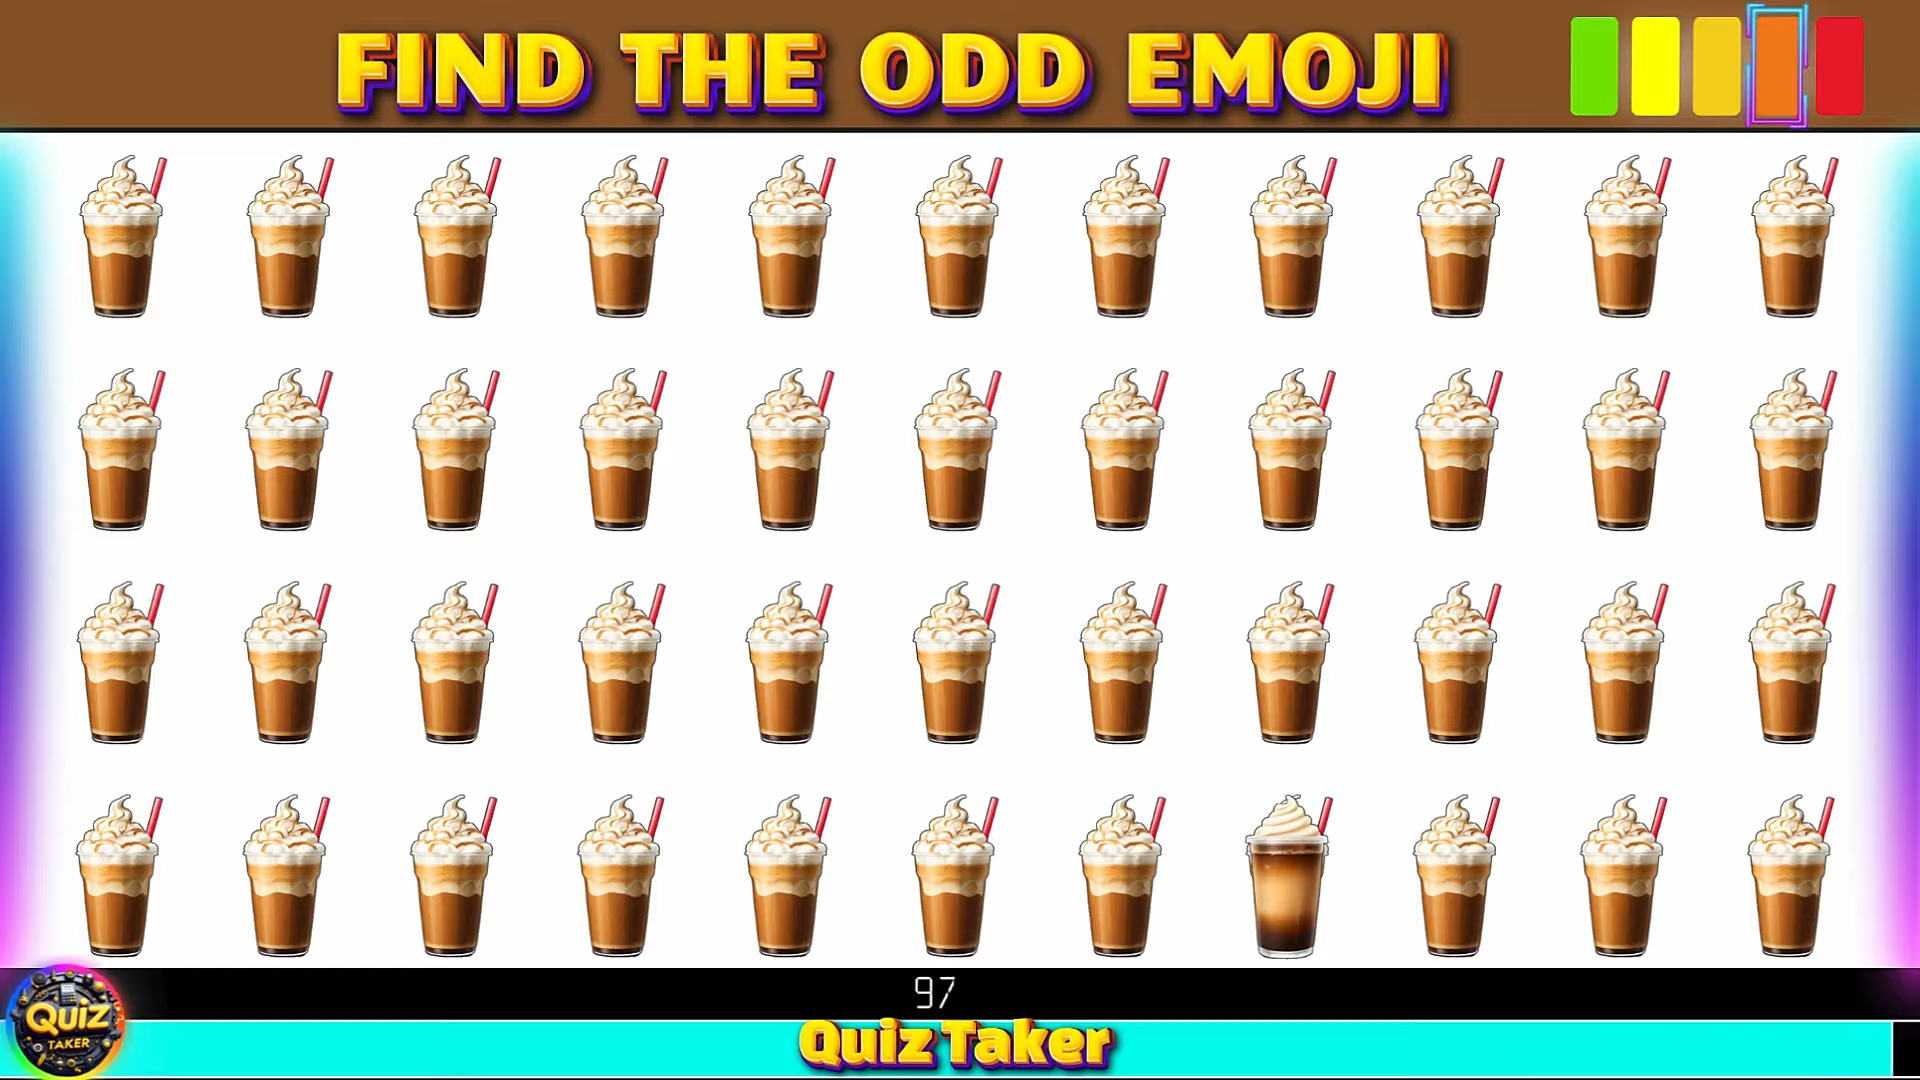 FIND THE ODD EMOJI
97
QUIZ
TAKER
Quiz Taker